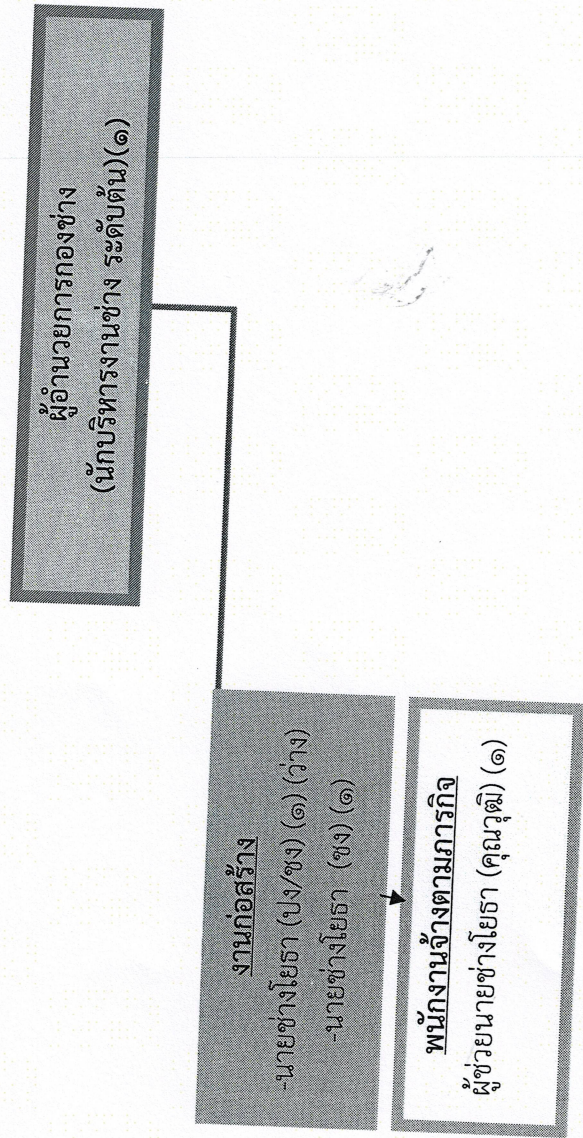 ผู้อำนวยการกองช่าง
(นักบริหารงานช่าง ระดับต้น)(๑)
งานก่อสร้าง
-นายช่างโยธา (ปง/ชง) (๑) (ว่าง)
-นายช่างโยธา (ชง) (๑)
พนักงานจ้างตามภารกิจ
ผู้ช่วยนายช่างโยธา (คุณวุฒิ) (๑)